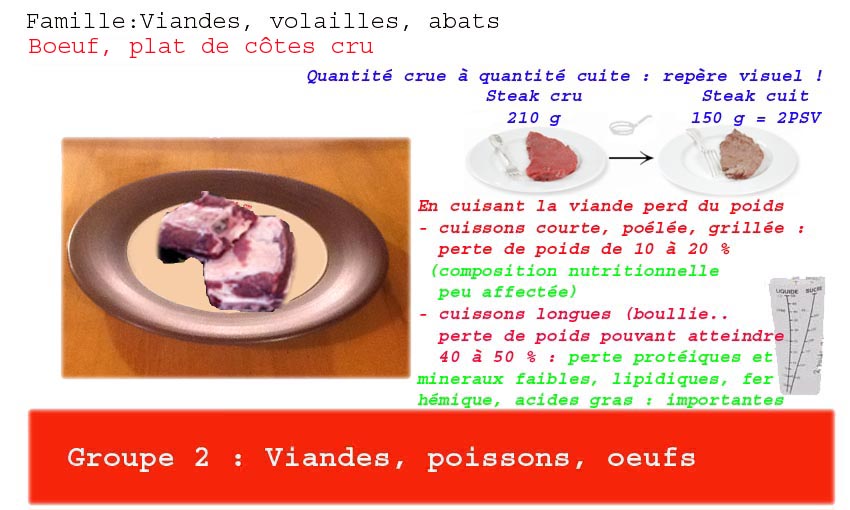 Famille:Viandes, volailles, abats
Boeuf, plat de côtes cru
Quantité crue à quantité cuite : repère visuel !
Steak cru
210 g
Steak cuit
150 g = 2PSV
En cuisant la viande perd du poids
- cuissons courte, poélée, grillée :
perte de poids de 10 à 20 %
(composition nutritionnelle
peu affectée)
- cuissons longues (boullie..
perte de poids pouvant atteindre
40 à 50 % : perte protéiques et
mineraux faibles, lipidiques, fer
hémique, acides gras : importantes
LIQUIDE SUCRE
Groupe 2 : Viandes, poissons, oeufs